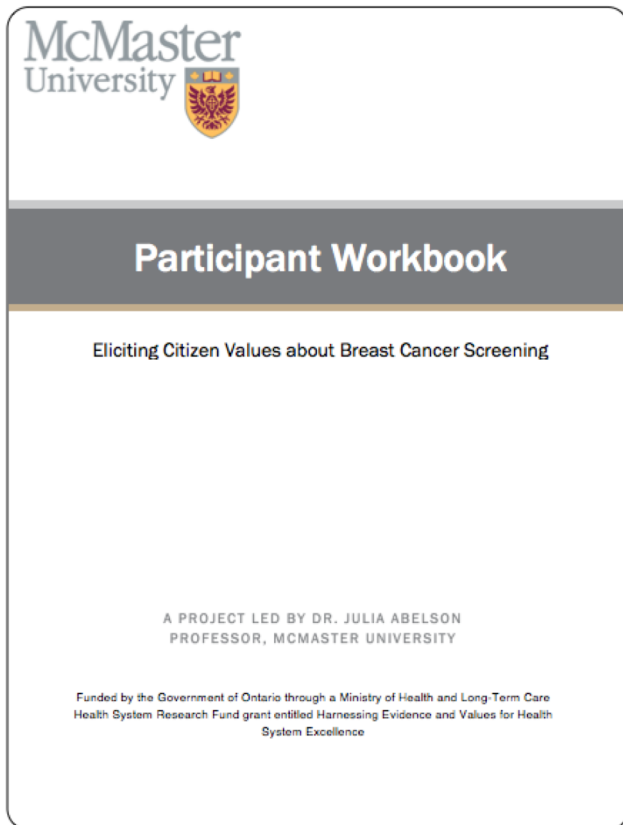 McMaster
University
Participant Workbook
Eliciting Citizen Values about Breast Cancer Screening
A PROJECT LED BY DR. JULIA ABELSON
PROFESSOR, MCMASTER UNIVERSITY
Funded by the Government of Ontario through a Ministry of Health and Long-Term Care
Health System Research Fund grant entitled Harnessing Evidence and Values for Health
System Excellence